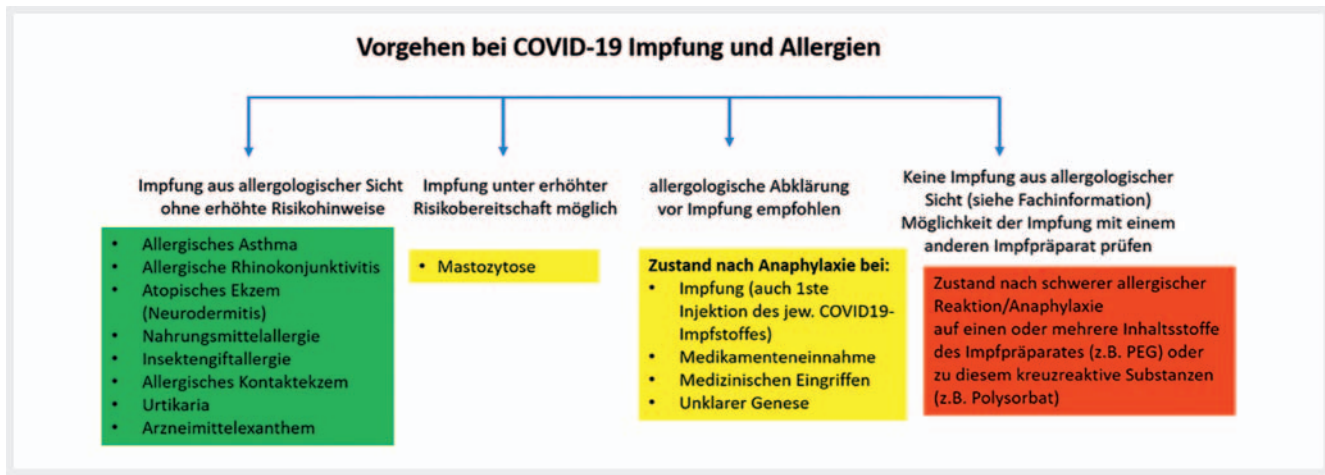 Vorgehen bei COVID-19 Impfung und Allergien
Impfung aus allergologischer Sicht
ohne erhöhte Risikohinweise
• Allergisches Asthma
• Allergische Rhinokonjunktivitis
• Atopisches Ekzem
(Neurodermitis)
• Nahrungsmittelallergie
• Insektengiftallergie
• Allergisches Kontaktekzem
• Urtikaria
• Arzneimittelexanthem
Impfung unter erhöhter
Risikobereitschaft möglich
• Mastozytose
allergologische Abklärung
vor Impfung empfohlen
Zustand nach Anaphylaxie bei:
• Impfung (auch 1ste
Injektion des jew. COVID19-
Impfstoffes)
• Medikamenteneinnahme
• Medizinischen Eingriffen
• Unklarer Genese
Keine Impfung aus allergologischer
Sicht (siehe Fachinformation)
Möglichkeit der Impfung mit einem
anderen Impfpräparat prüfen
Zustand nach schwerer allergischer
Reaktion/Anaphylaxie
auf einen oder mehrere Inhaltsstoffe
des Impfpräparates (z.B. PEG) oder
zu diesem kreuzreaktive Substanzen
(z.B. Polysorbat)